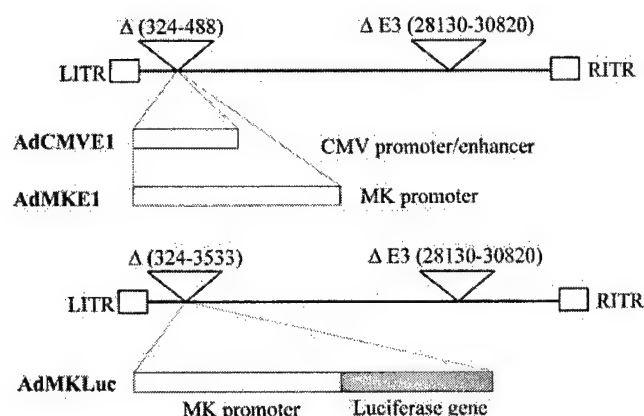 Δ (324-488) Δ E3 (28130-30820)
LITR RITR
AdCMVE1 CMV promoter/enhancer
AdMKE1 MK promoter
Δ (324-3533) Δ E3 (28130-30820)
LITR RITR
AdMKLuc
MK promoter Luciferase gene